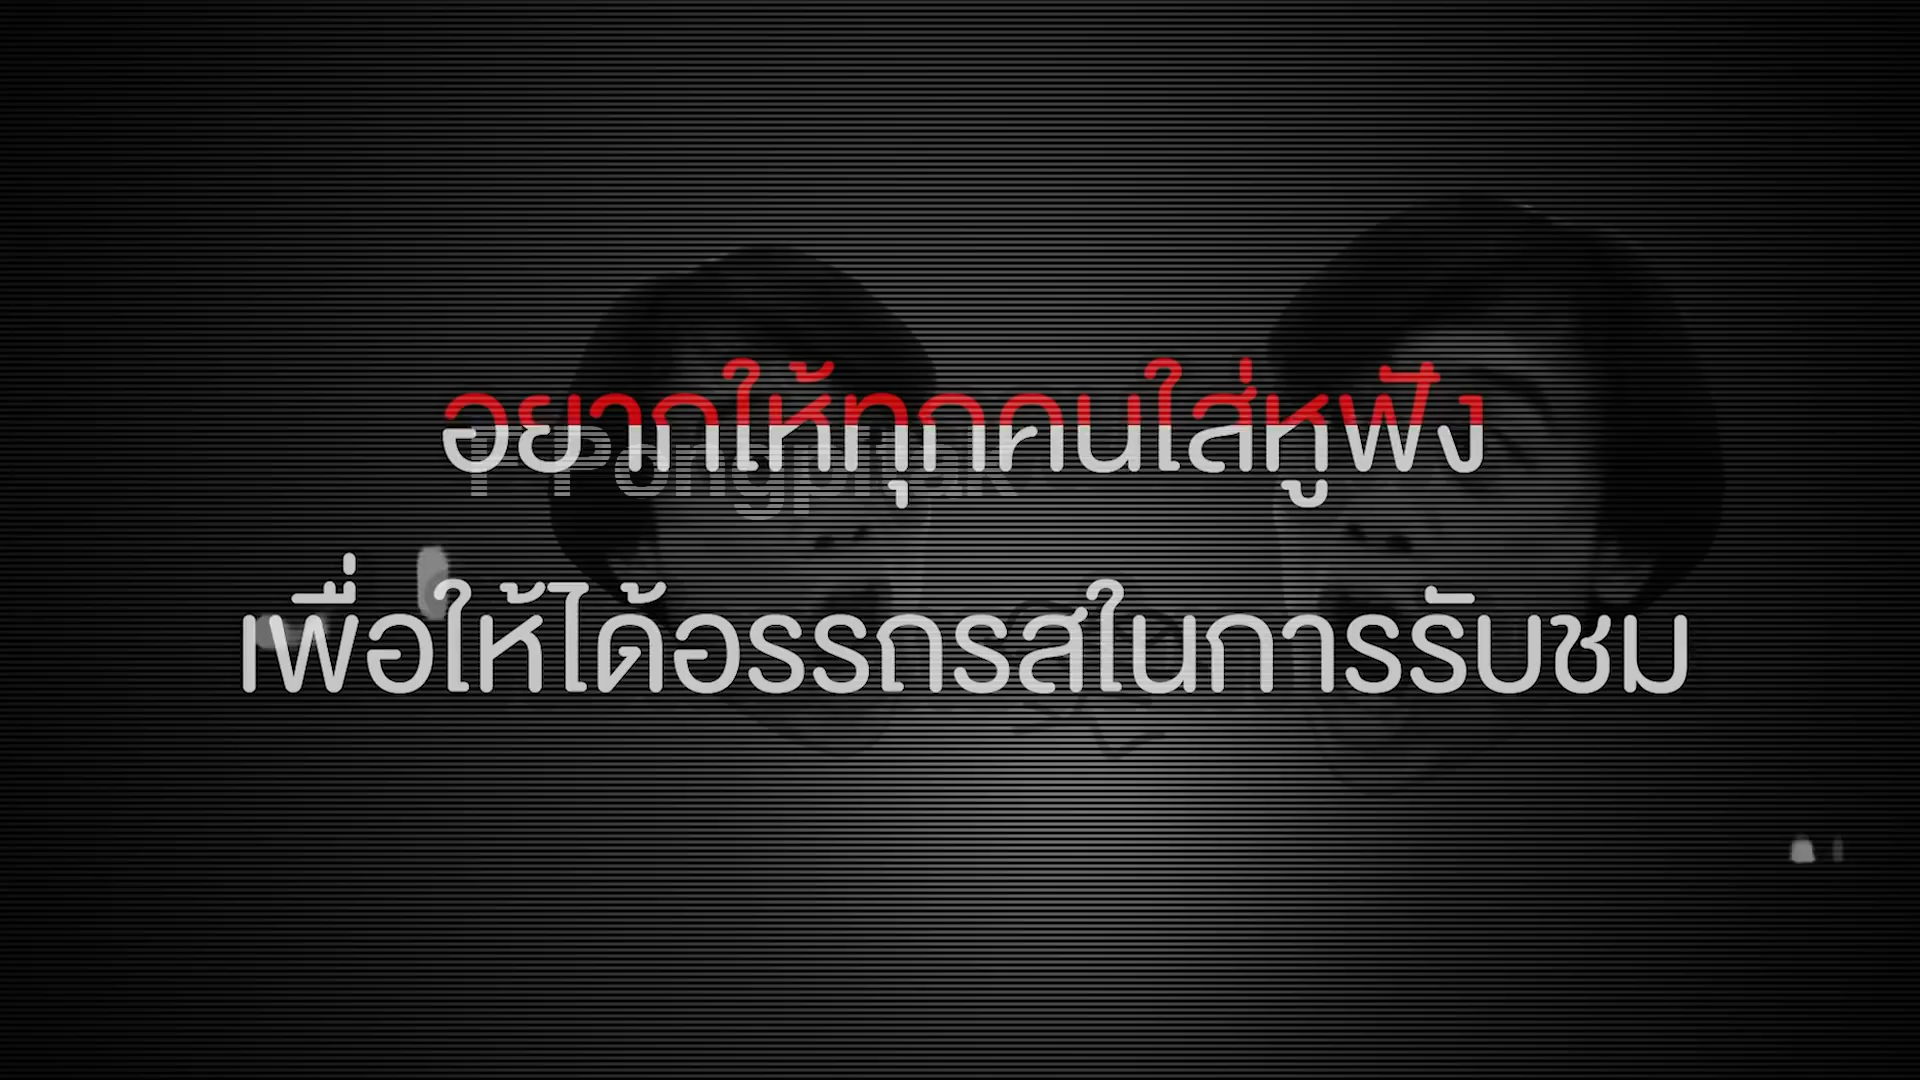 อยากให้ทุกคนใส่หูฟัง
Pongpitak
เพื่อให้ได้อรรถรสในการรับชม